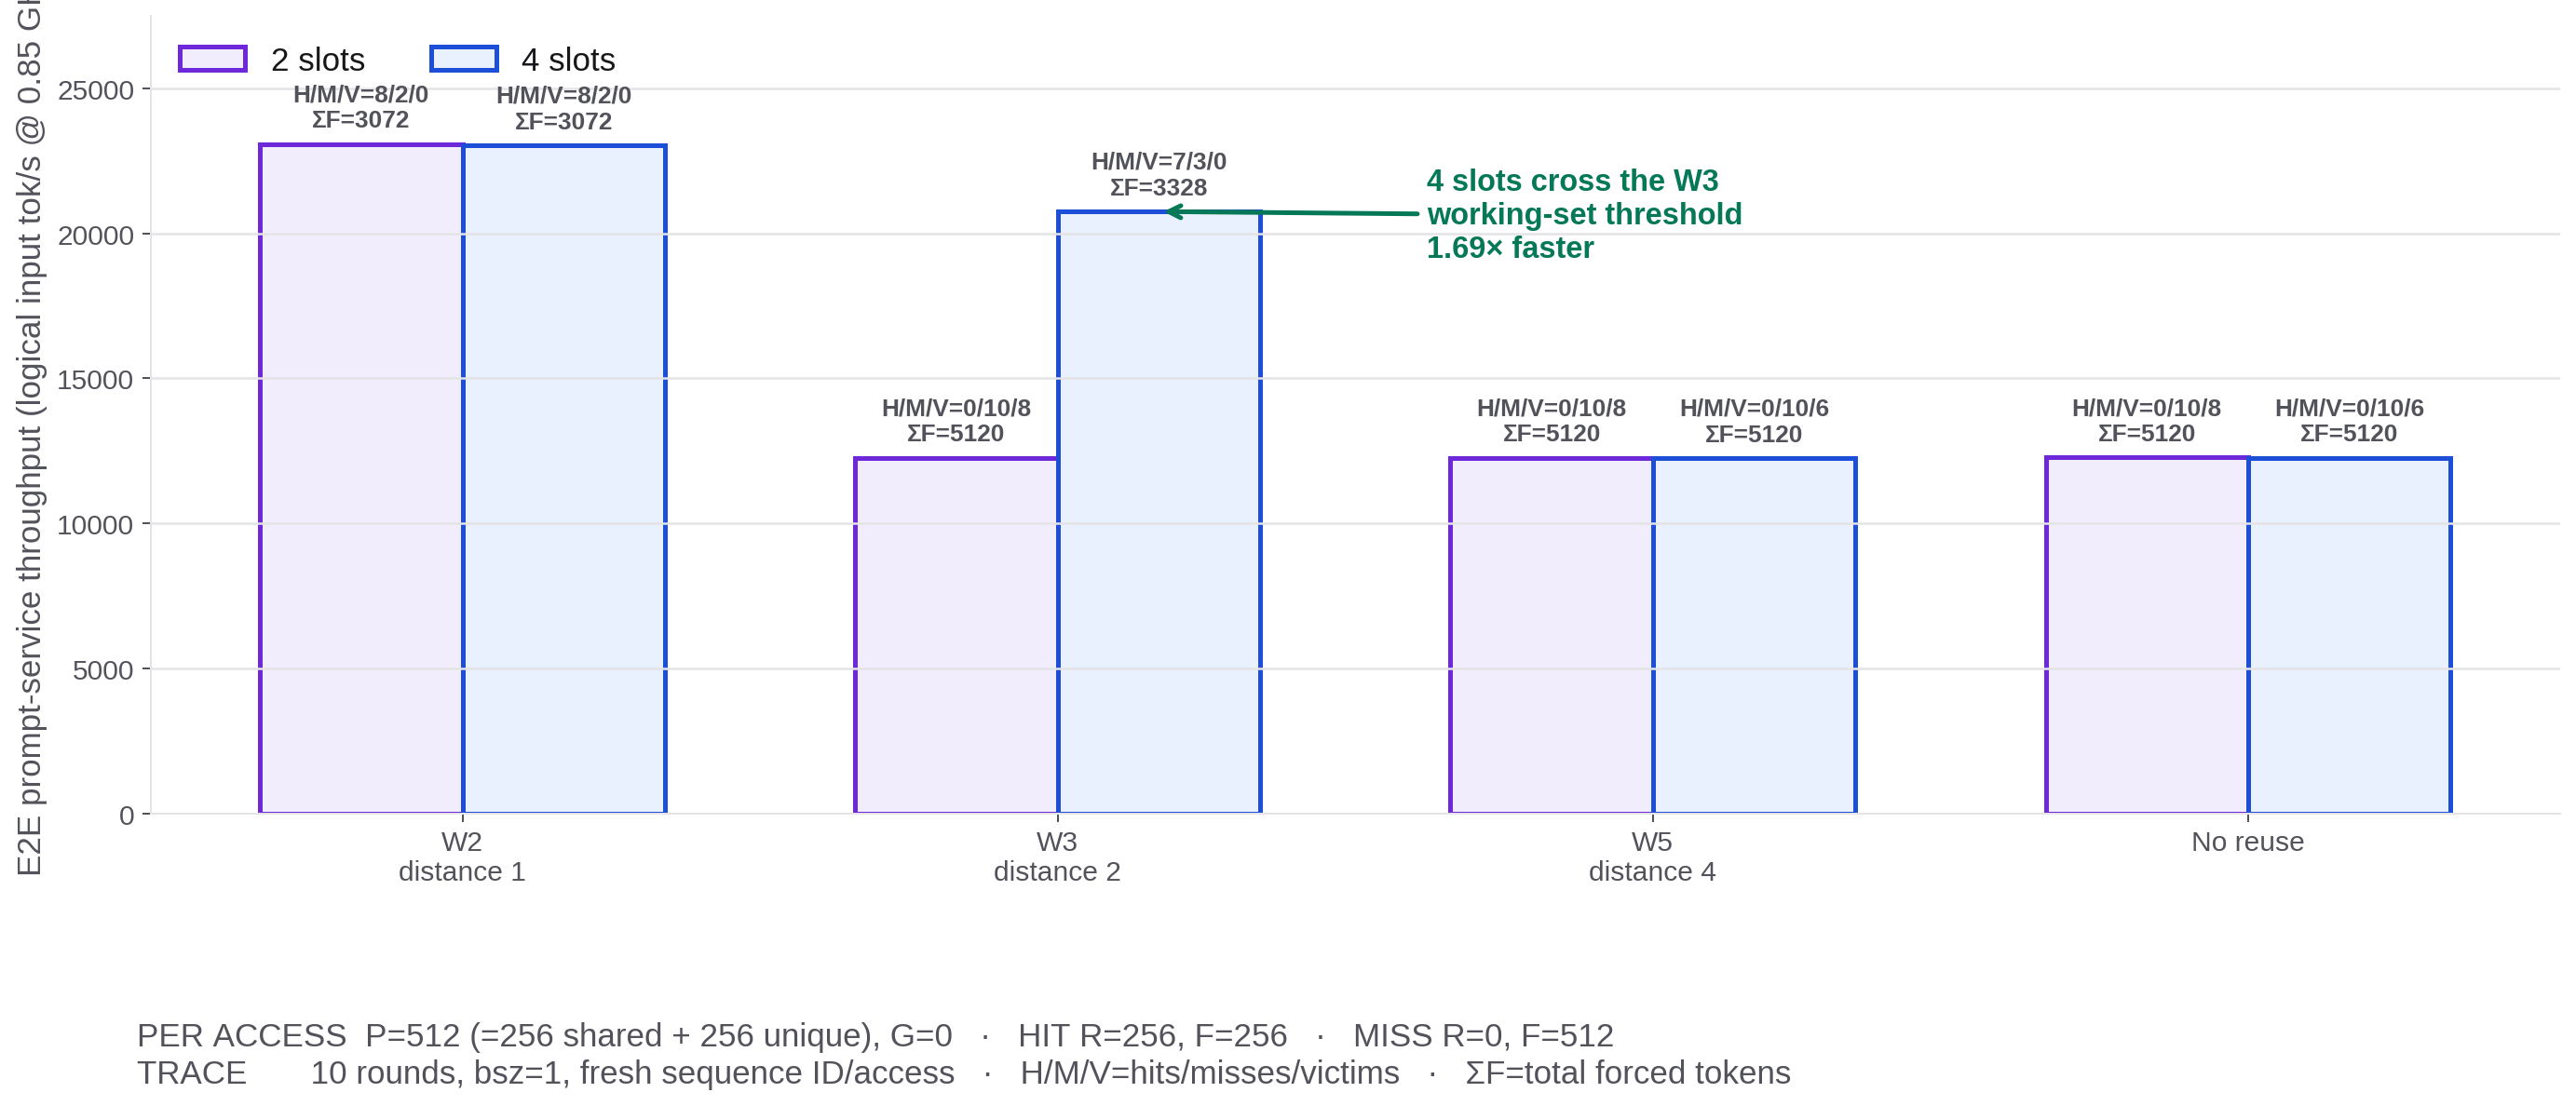 E2E prompt-service throughput (logical input tok/s @ 0.85
2 slots
4 slots
25000
20000
15000
10000
5000
0
H/M/V=8/2/0
ΣF=3072
H/M/V=8/2/0
ΣF=3072
H/M/V=0/10/8
ΣF=5120
H/M/V=7/3/0
ΣF=3328
4 slots cross the W3
working-set threshold
1.69× faster
H/M/V=0/10/8
ΣF=5120
H/M/V=0/10/6
ΣF=5120
H/M/V=0/10/8
ΣF=5120
H/M/V=0/10/6
ΣF=5120
W2
distance 1
W3
distance 2
W5
distance 4
No reuse
PER ACCESS P=512 (=256 shared + 256 unique), G=0 · HIT R=256, F=256 · MISS R=0, F=512
TRACE 10 rounds, bsz=1, fresh sequence ID/access · H/M/V=hits/misses/victims · ΣF=total forced tokens